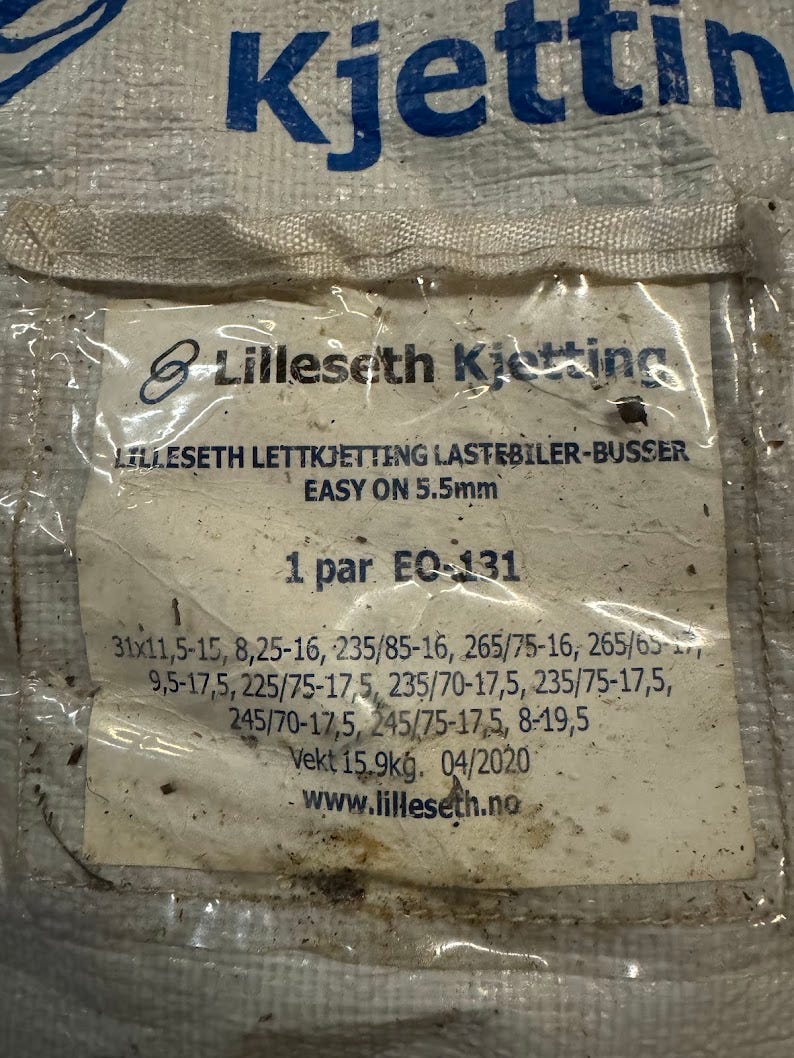 Kjettin
Lilleseth Kjetting
LILLESETH LETTKJETTING LASTEBILER-BUSSER
EASY ON 5.5mm
1 par EO-131
31x11,5-15, 8,25-16, 235/85-16, 265/75-16, 265/65-17,
9,5-17,5, 225/75-17,5, 235/70-17,5, 235/75-17,5,
245/70-17,5, 245/75-17,5, 8-19,5
Vekt 15.9kg. 04/2020
www.lilleseth.no